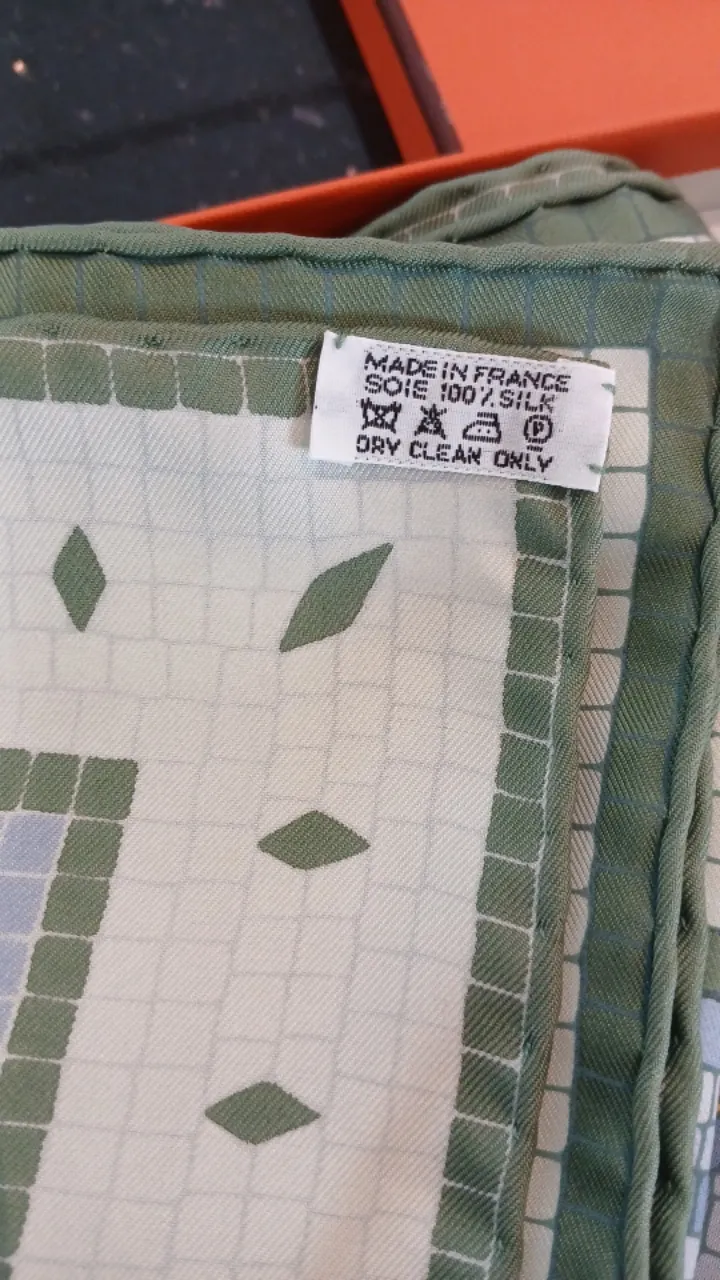 MADE IN FRANCE
SOIE 100% SILK
P
DRY CLEAN ONLY